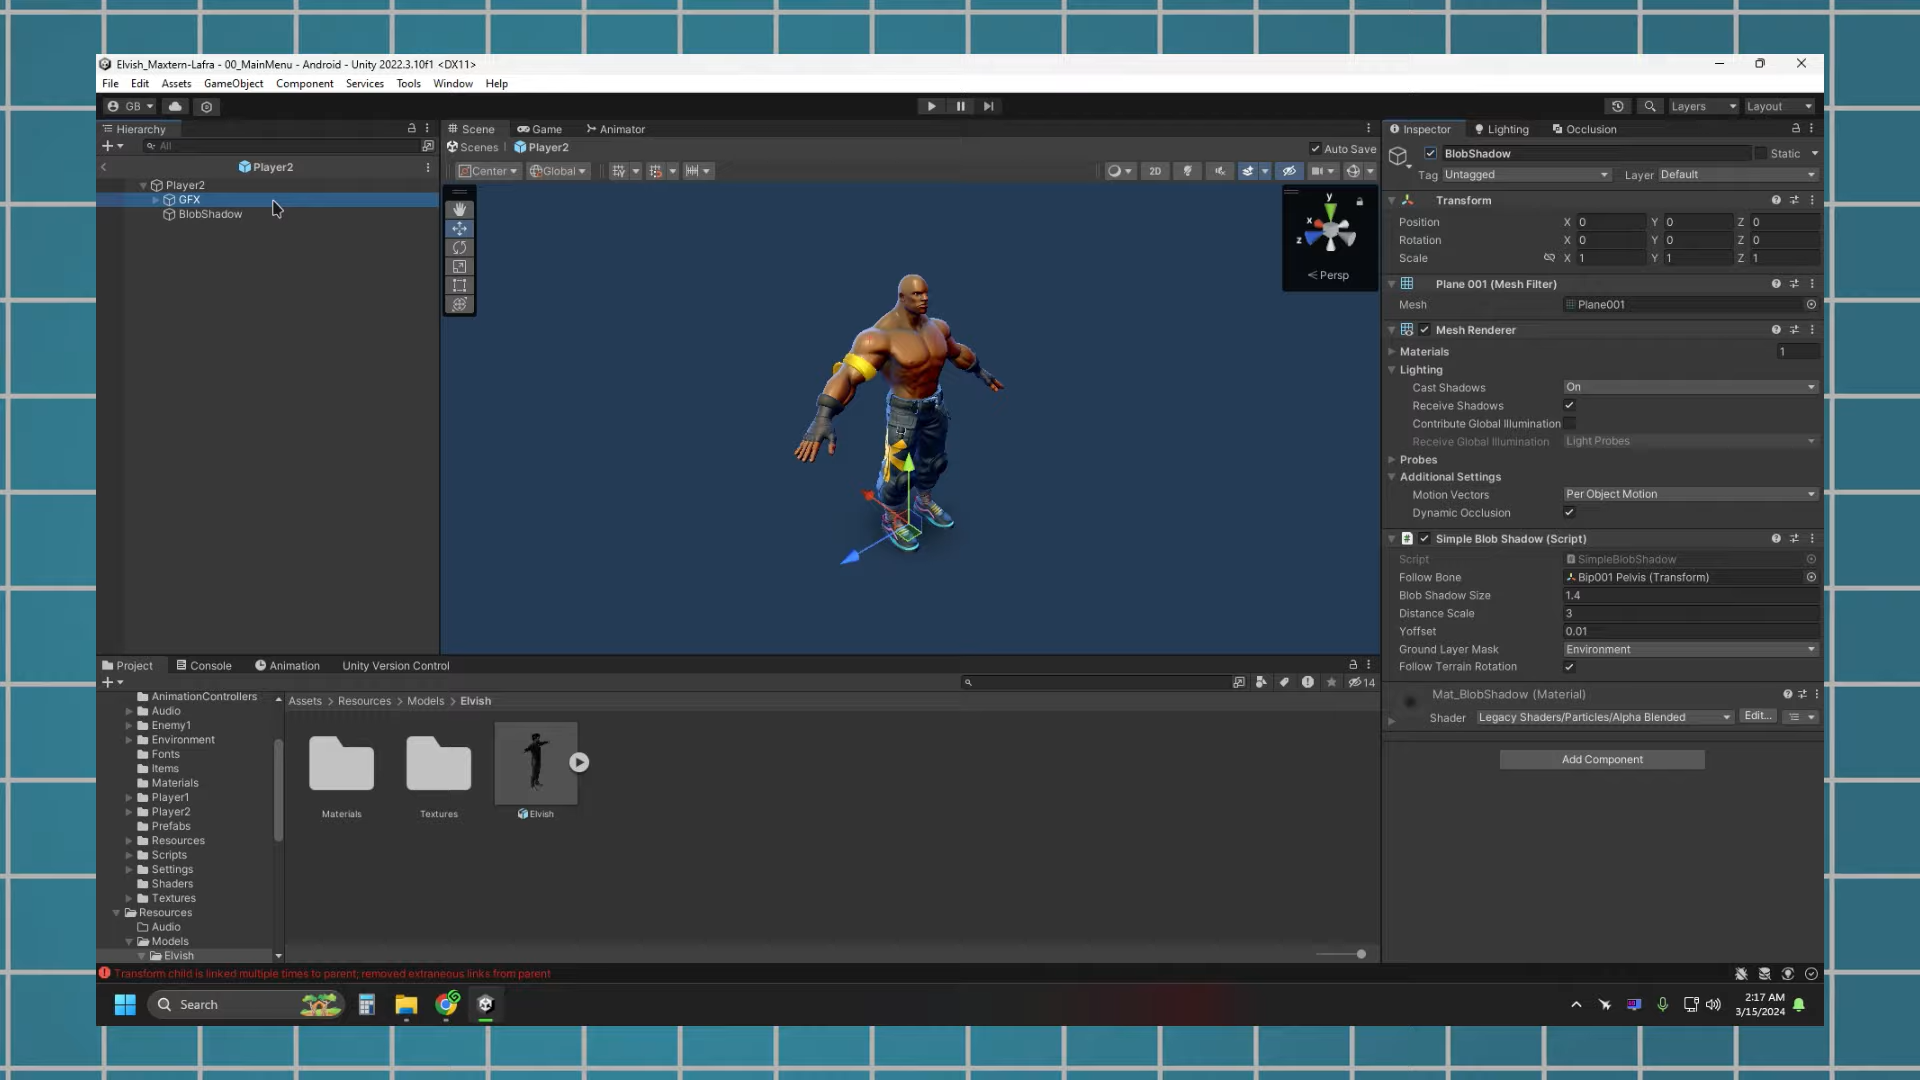 Elvish_Maxtern-Lafra - 00_MainMenu - Android - Unity 2022.3.10f1 <DX11>
File Edit Assets GameObject Component Services Tools Window Help
GB
Layers Layout
Hierarchy
All
Player2
Player2
GFX
BlobShadow
Scene Game Animator
Scenes Player2 Auto Save
Center Global 2D
y
x
z
Persp
Inspector Lighting Occlusion
BlobShadow Static
Tag Untagged Layer Default
Transform
Position X 0 Y 0 Z 0
Rotation X 0 Y 0 Z 0
Scale X 1 Y 1 Z 1
Plane 001 (Mesh Filter)
Mesh Plane001
Mesh Renderer
Materials 1
Lighting
Cast Shadows On
Receive Shadows
Contribute Global Illumination
Receive Global Illumination Light Probes
Probes
Additional Settings
Motion Vectors Per Object Motion
Dynamic Occlusion
# Simple Blob Shadow (Script)
Script SimpleBlobShadow
Follow Bone Bip001 Pelvis (Transform)
Blob Shadow Size 1.4
Distance Scale 3
Yoffset 0.01
Ground Layer Mask Environment
Follow Terrain Rotation
Mat_BlobShadow (Material)
Shader Legacy Shaders/Particles/Alpha Blended Edit...
Add Component
Project Console Animation Unity Version Control
14
AnimationControllers
Audio
Enemy1
Environment
Fonts
Items
Materials
Player1
Player2
Prefabs
Resources
Scripts
Settings
Shaders
Textures
Resources
Audio
Models
Elvish
Assets > Resources > Models > Elvish
Materials Textures Elvish
Transform child is linked multiple times to parent; removed extraneous links from parent
Search
2:17 AM
3/15/2024